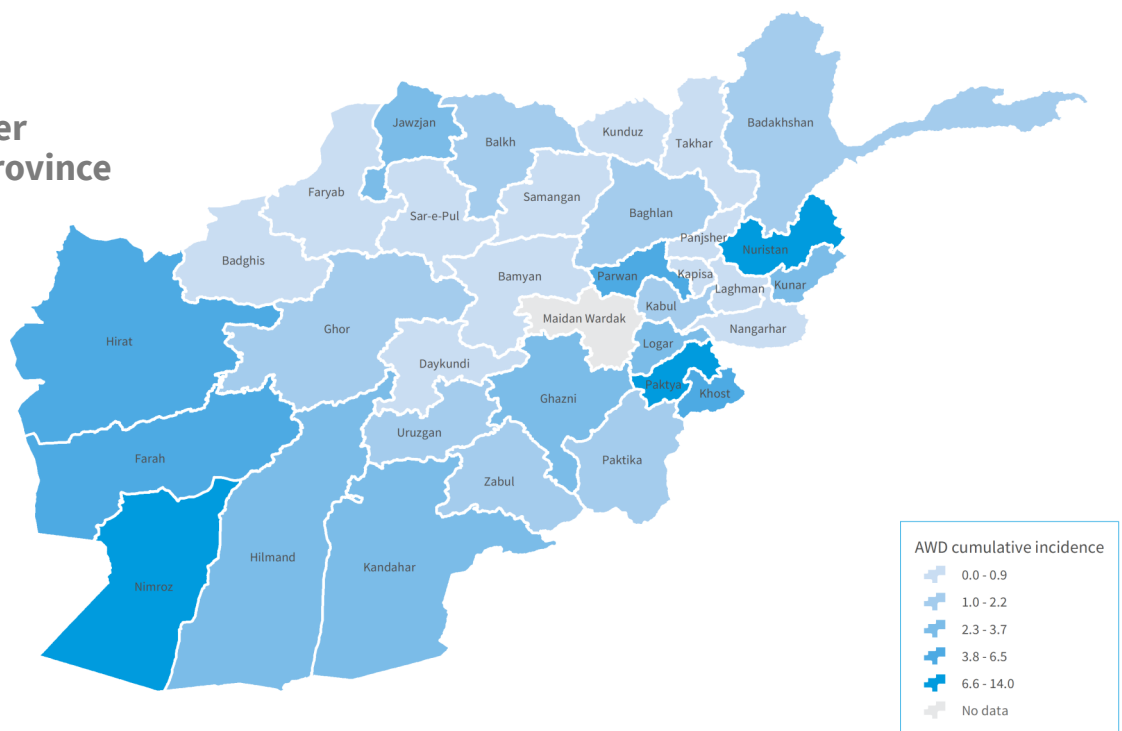 er
rovince
Jawzjan
Balkh
Kunduz
Takhar
Badakhshan
Faryab
Sar-e-Pul
Samangan
Baghlan
Panjsher
Nuristan
Badghis
Bamyan
Parwan
Kapisa
Laghman
Kunar
Hirat
Ghor
Maidan Wardak
Kabul
Nangarhar
Daykundi
Logar
Ghazni
Paktya
Khost
Farah
Uruzgan
Zabul
Paktika
Nimroz
Hilmand
Kandahar
AWD cumulative incidence
0.0 - 0.9
1.0 - 2.2
2.3 - 3.7
3.8 - 6.5
6.6 - 14.0
No data